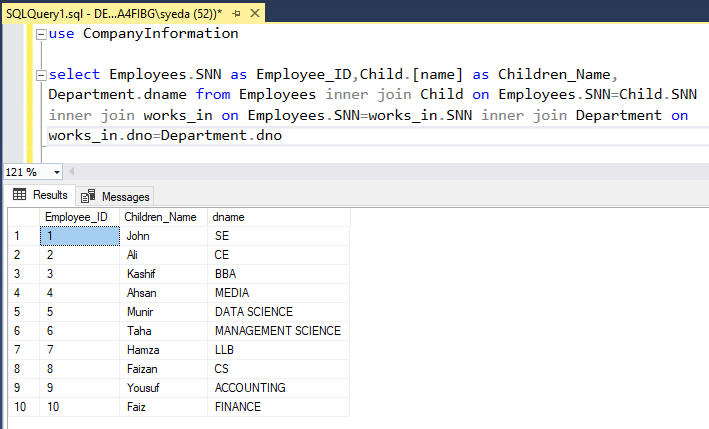 SQLQuery1.sql - DE...A4FIBG\syeda (52))*
use CompanyInformation
select Employees.SNN as Employee_ID,Child.[name] as Children_Name,
Department.dname from Employees inner join Child on Employees.SNN=Child.SNN
inner join works_in on Employees.SNN=works_in.SNN inner join Department on
works_in.dno=Department.dno
121 %
Results Messages
Employee_ID Children_Name dname
1 1 John SE
2 2 Ali CE
3 3 Kashif BBA
4 4 Ahsan MEDIA
5 5 Munir DATA SCIENCE
6 6 Taha MANAGEMENT SCIENCE
7 7 Hamza LLB
8 8 Faizan CS
9 9 Yousuf ACCOUNTING
10 10 Faiz FINANCE